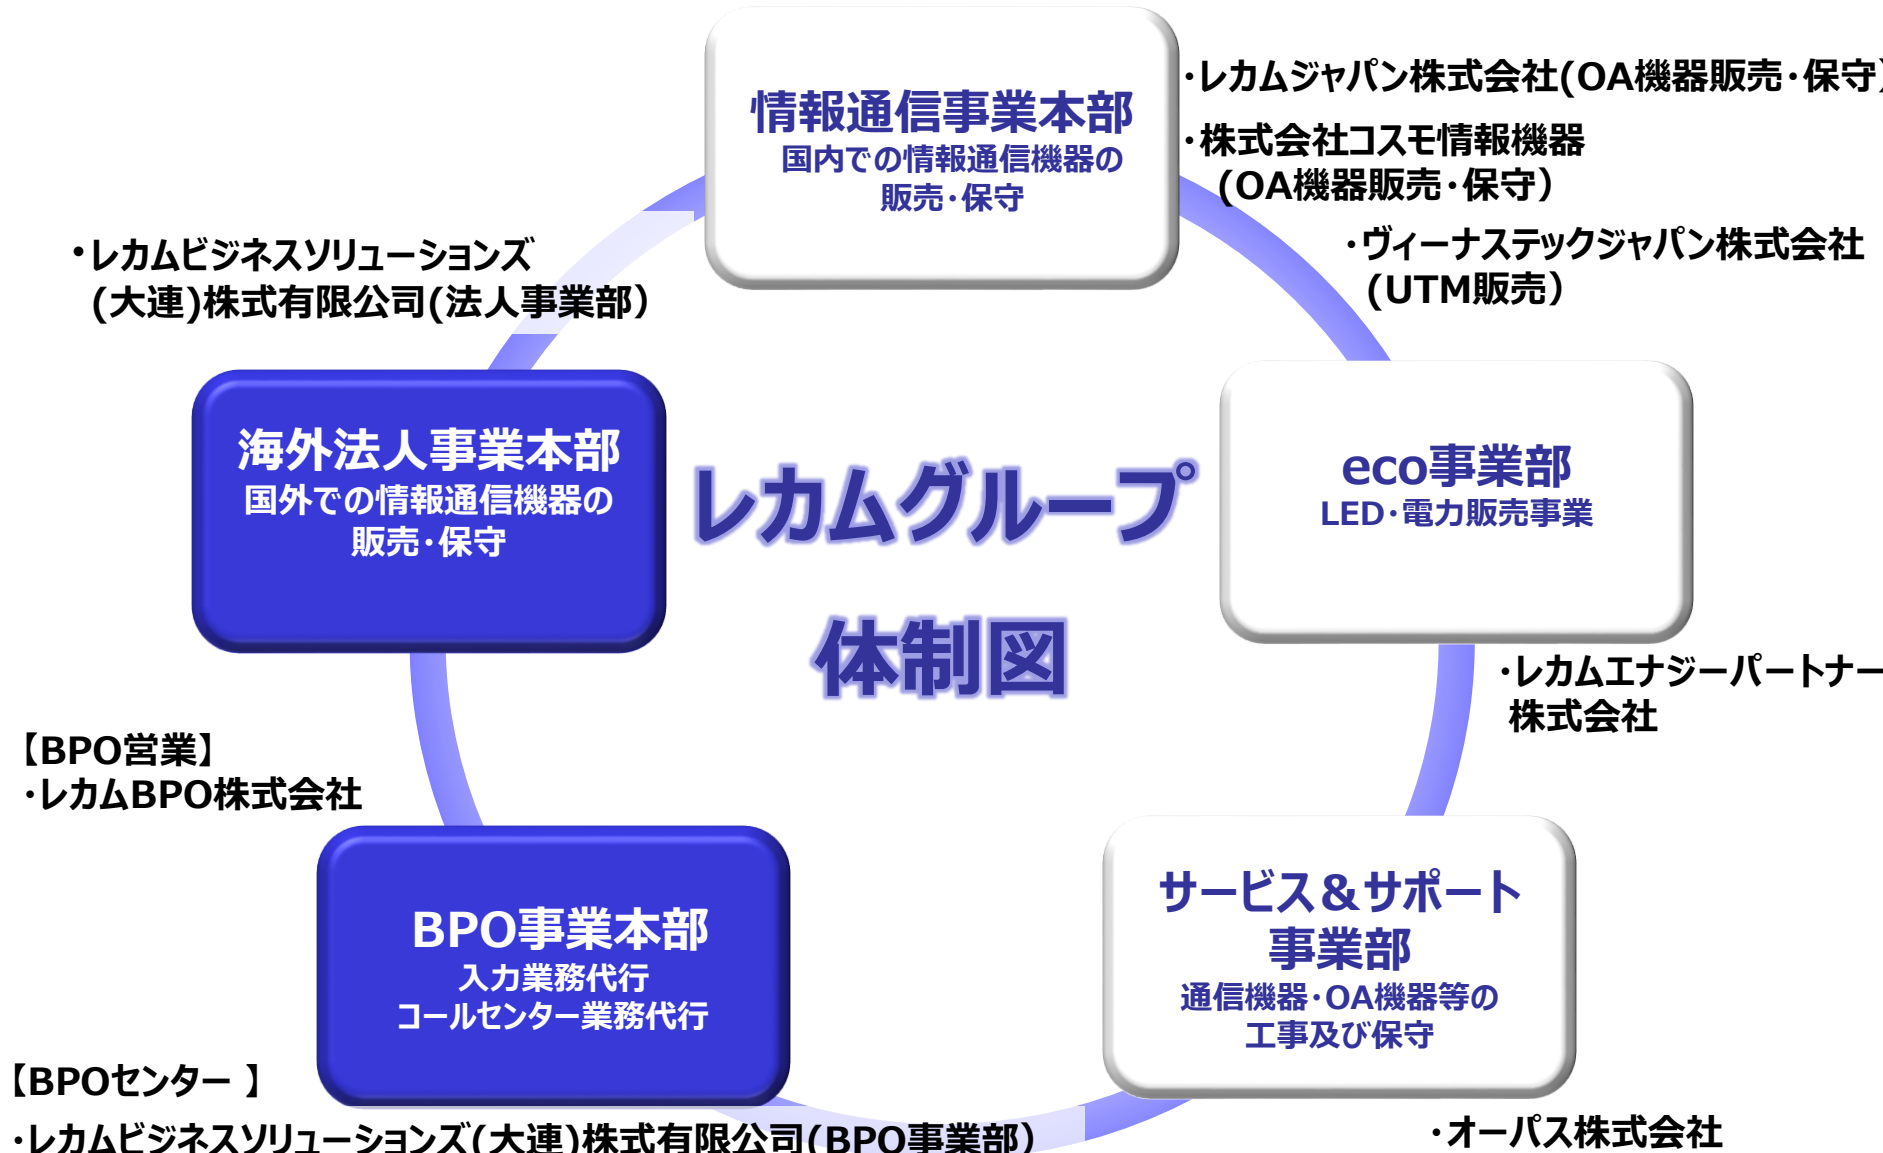 情報通信事業本部
国内での情報通信機器の
販売・保守
・レカムジャパン株式会社(OA機器販売・保守)
・株式会社コスモ情報機器
(OA機器販売・保守）
・ヴィーナステックジャパン株式会社
(UTM販売）
・レカムビジネスソリューションズ
(大連)株式有限公司(法人事業部）
海外法人事業本部
国外での情報通信機器の
販売・保守
レカムグループ
体制図
eco事業部
LED・電力販売事業
・レカムエナジーパートナー
株式会社
【BPO営業】
・レカムBPO株式会社
BPO事業本部
入力業務代行
コールセンター業務代行
サービス＆サポート
事業部
通信機器・OA機器等の
工事及び保守
【BPOセンター 】
・レカムビジネスソリューションズ(大連)株式有限公司(BPO事業部）
・オーパス株式会社